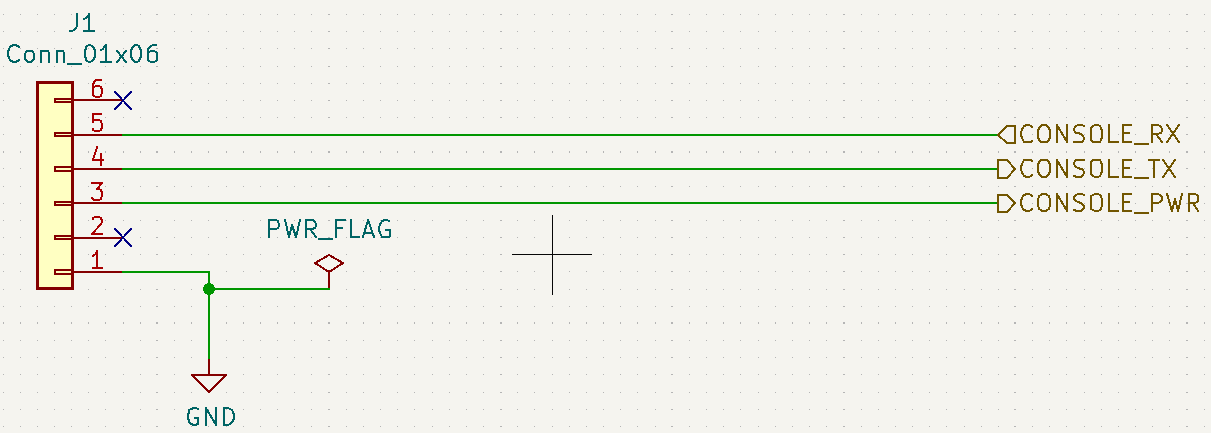 J1
Conn_01x06
6
5
CONSOLE_RX
4
CONSOLE_TX
3
CONSOLE_PWR
2
PWR_FLAG
1
GND